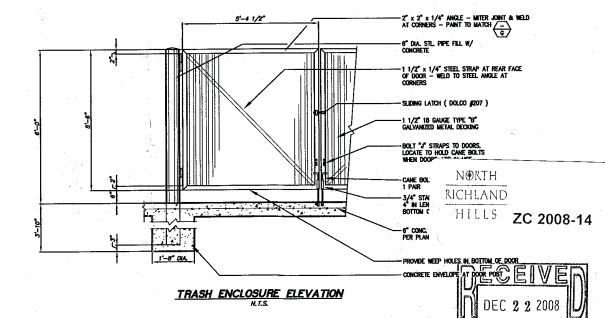 5'-4 1/2"
2" x 2" x 1/4" ANGLE - MITER JOINT & WELD
AT CORNERS - PAINT TO MATCH
6" DIA. STL. PIPE FILL W/
CONCRETE
1 1/2" x 1/4" STEEL STRAP AT REAR FACE
OF DOOR - WELD TO STEEL ANGLE AT
CORNERS
SLIDING LATCH ( DOLCO #207 )
1 1/2" 18 GAUGE TYPE "B"
GALVANIZED METAL DECKING
BOLT "J" STRAPS TO DOORS.
LOCATE TO HOLD CANE BOLTS
WHEN DOORS
CANE BOL
1 PAIR
3/4" STAI
4" IN LEN
BOTTOM
6" CONC.
PER PLAN
PROVIDE WEEP HOLES IN BOTTOM OF DOOR
CONCRETE ENVELOPE AT DOOR POST
2"
6'-0"
2"
6"
3'-10"
3"
1'-6" DIA.
TRASH ENCLOSURE ELEVATION
N.T.S.
NORTH
RICHLAND
HILLS
ZC 2008-14
RECEIVED
DEC 22 2008